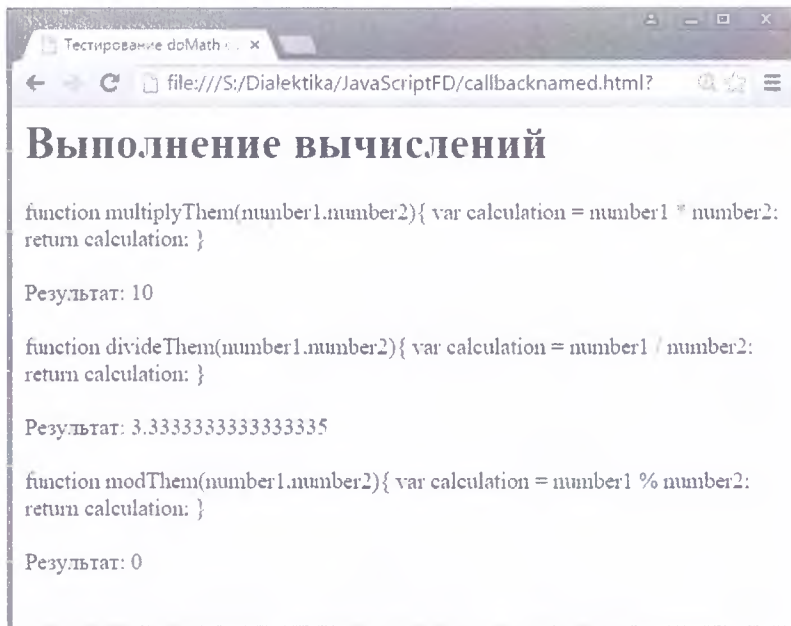 Тестирование doMath
file:///S:/Dialektika/JavaScriptFD/callbacknamed.html?
Выполнение вычислений
function multiplyThem(number1,number2){ var calculation = number1 * number2;
return calculation; }
Результат: 10
function divideThem(number1,number2){ var calculation = number1 / number2;
return calculation; }
Результат: 3.3333333333333335
function modThem(number1,number2){ var calculation = number1 % number2;
return calculation; }
Результат: 0